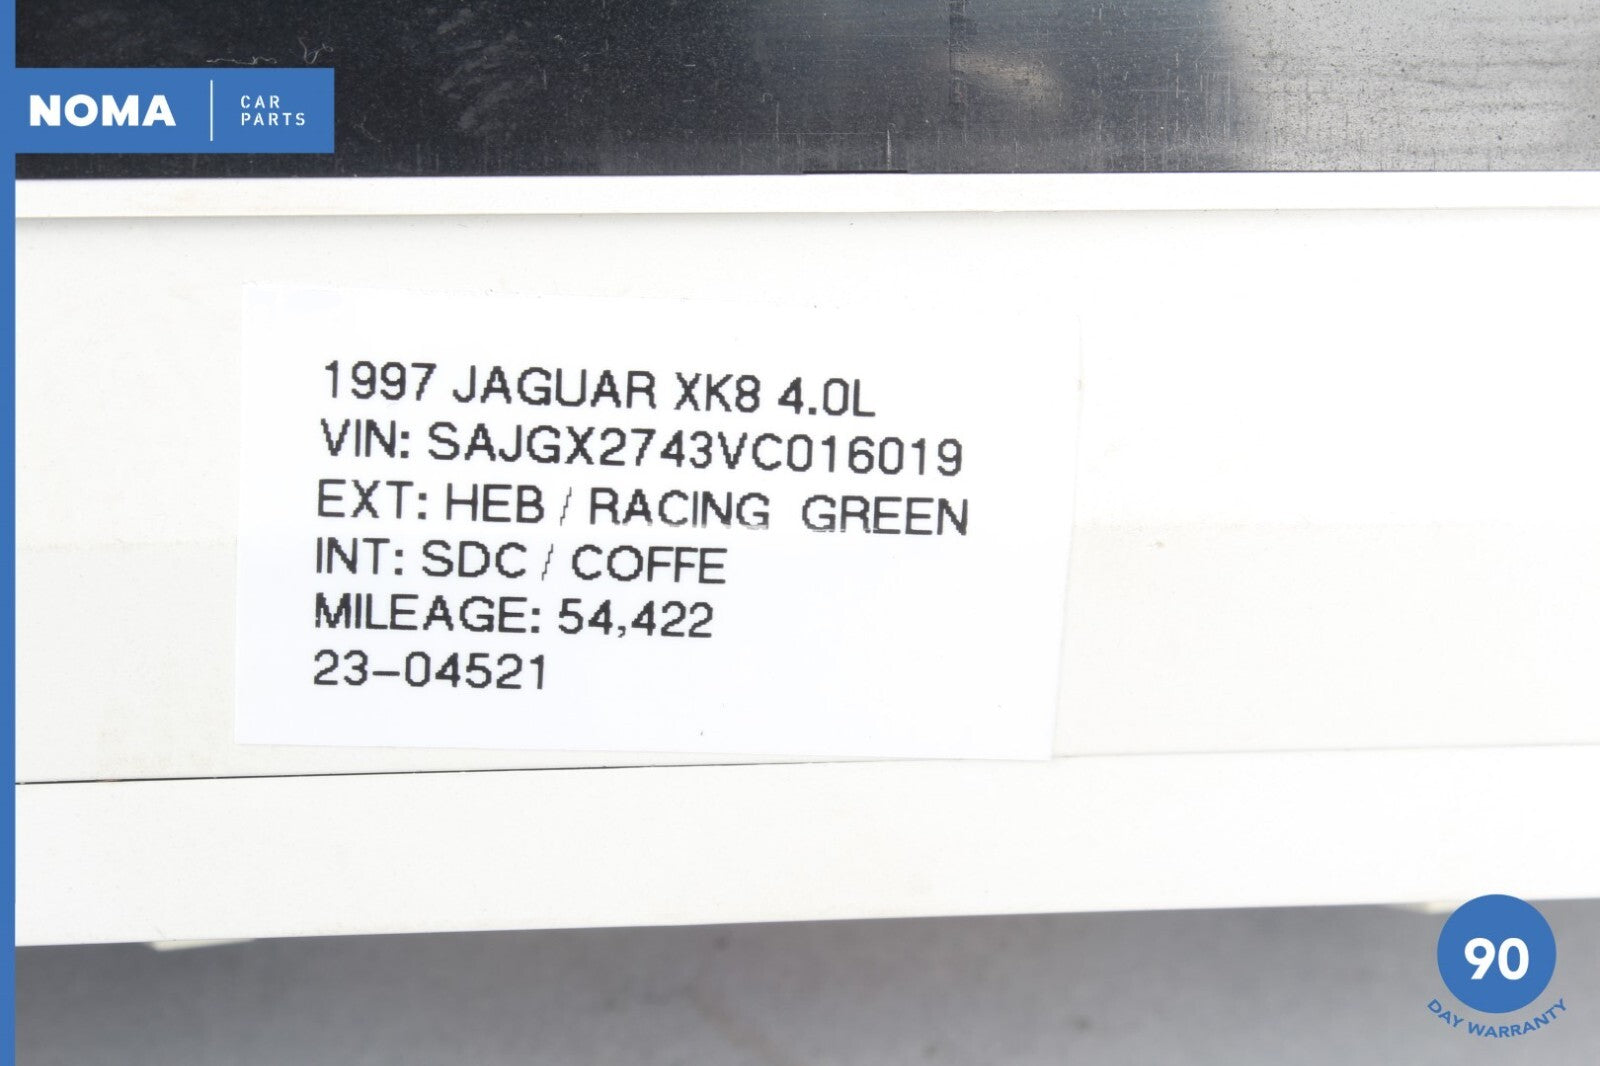 NOMA
CAR
PARTS
1997 JAGUAR XK8 4.0L
VIN: SAJGX2743VC016019
EXT: HEB / RACING GREEN
INT: SDC / COFFE
MILEAGE: 54,422
23-04521
90
DAY WARRANTY